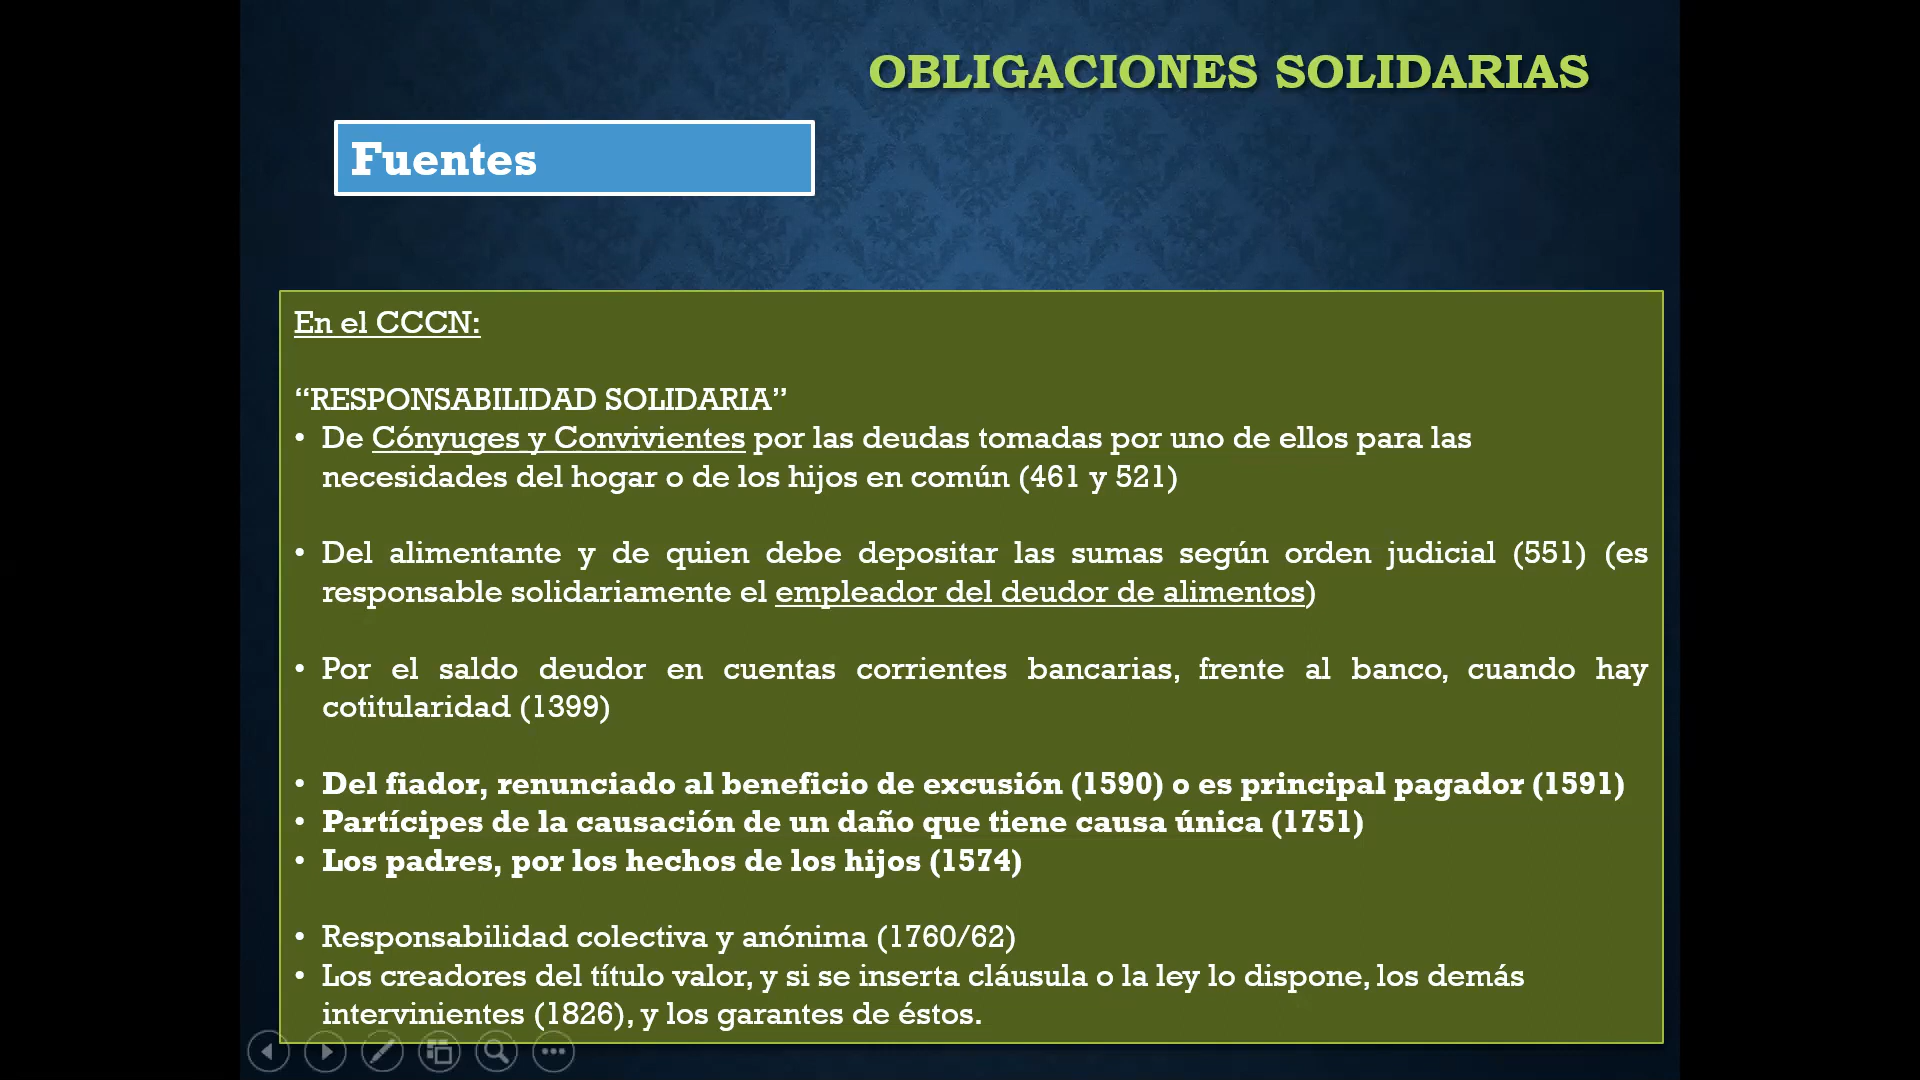 OBLIGACIONES SOLIDARIAS
Fuentes
En el CCCN:
“RESPONSABILIDAD SOLIDARIA”
• De Cónyuges y Convivientes por las deudas tomadas por uno de ellos para las
necesidades del hogar o de los hijos en común (461 y 521)
• Del alimentante y de quien debe depositar las sumas según orden judicial (551) (es
responsable solidariamente el empleador del deudor de alimentos)
• Por el saldo deudor en cuentas corrientes bancarias, frente al banco, cuando hay
cotitularidad (1399)
• Del fiador, renunciado al beneficio de excusión (1590) o es principal pagador (1591)
• Partícipes de la causación de un daño que tiene causa única (1751)
• Los padres, por los hechos de los hijos (1574)
• Responsabilidad colectiva y anónima (1760/62)
• Los creadores del título valor, y si se inserta cláusula o la ley lo dispone, los demás
intervinientes (1826), y los garantes de éstos.